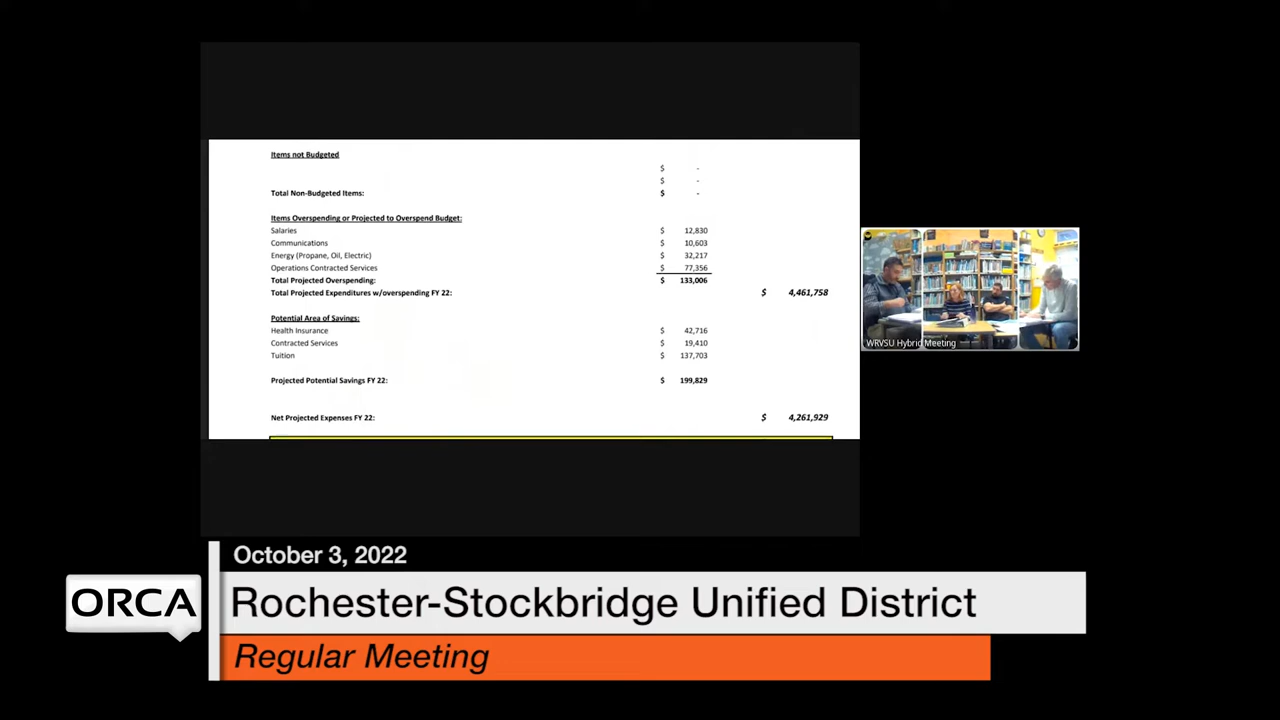 Items not Budgeted
$ -
$ -
Total Non-Budgeted Items: $ -
Items Overspending or Projected to Overspend Budget:
Salaries $ 12,830
Communications $ 10,603
Energy (Propane, Oil, Electric) $ 32,217
Operations Contracted Services $ 77,356
Total Projected Overspending: $ 133,006
Total Projected Expenditures w/overspending FY 22: $ 4,461,758
Potential Area of Savings:
Health Insurance $ 42,716
Contracted Services $ 19,410
Tuition $ 137,703
Projected Potential Savings FY 22: $ 199,829
Net Projected Expenses FY 22: $ 4,261,929
WRVSU Hybrid Meeting
October 3, 2022
ORCA
Rochester-Stockbridge Unified District
Regular Meeting